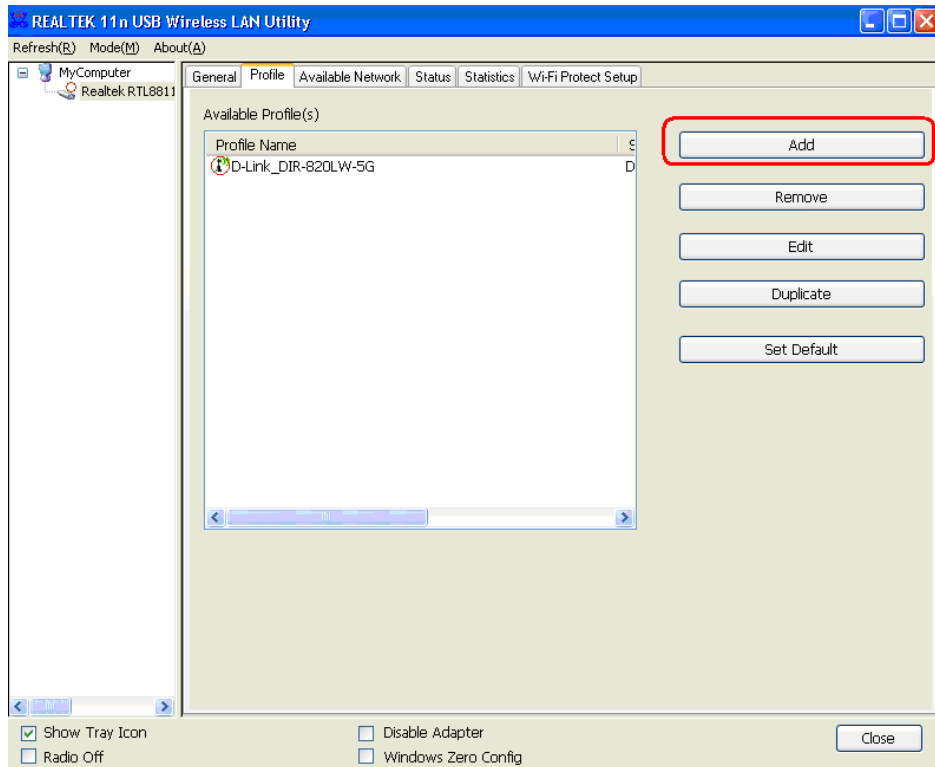 REALTEK 11n USB Wireless LAN Utility
Refresh(R) Mode(M) About(A)
MyComputer
Realtek RTL8811
General Profile Available Network Status Statistics Wi-Fi Protect Setup
Available Profile(s)
Profile Name S
D-Link_DIR-820LW-5G D
Add
Remove
Edit
Duplicate
Set Default
Show Tray Icon
Radio Off
Disable Adapter
Windows Zero Config
Close